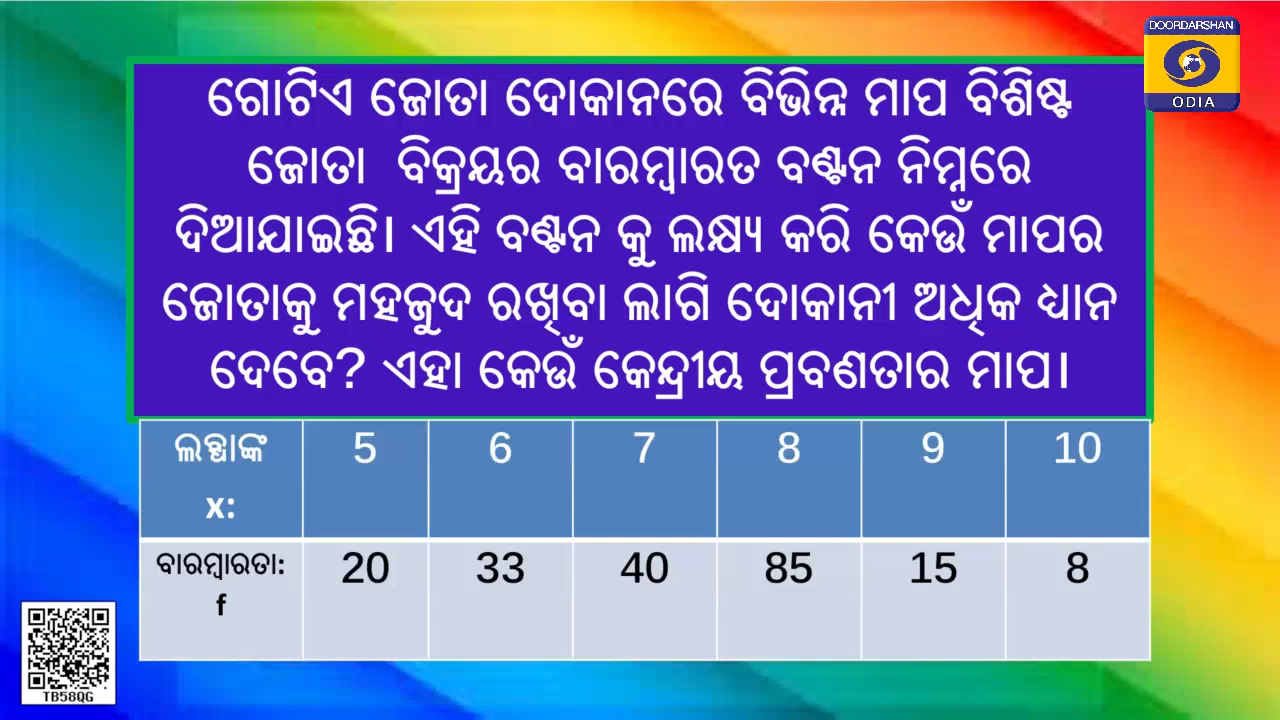 DOORDARSHAN
ODIA
ଗୋଟିଏ ଜୋତା ଦୋକାନରେ ବିଭିନ୍ନ ମାପ ବିଶିଷ୍ଟ
ଜୋତା ବିକ୍ରୟର ବାରମ୍ବାରତ ବଣ୍ଟନ ନିମ୍ନରେ
ଦିଆଯାଇଛି। ଏହି ବଣ୍ଟନ କୁ ଲକ୍ଷ୍ୟ କରି କେଉଁ ମାପର
ଜୋତାକୁ ମହଜୁଦ ରଖିବା ଲାଗି ଦୋକାନୀ ଅଧିକ ଧ୍ୟାନ
ଦେବେ? ଏହା କେଉଁ କେନ୍ଦ୍ରୀୟ ପ୍ରବଣତାର ମାପ।
ଲବ୍ଧାଙ୍କ 5 6 7 8 9 10
x:
ବାରମ୍ବାରତା: 20 33 40 85 15 8
f
TB58QG